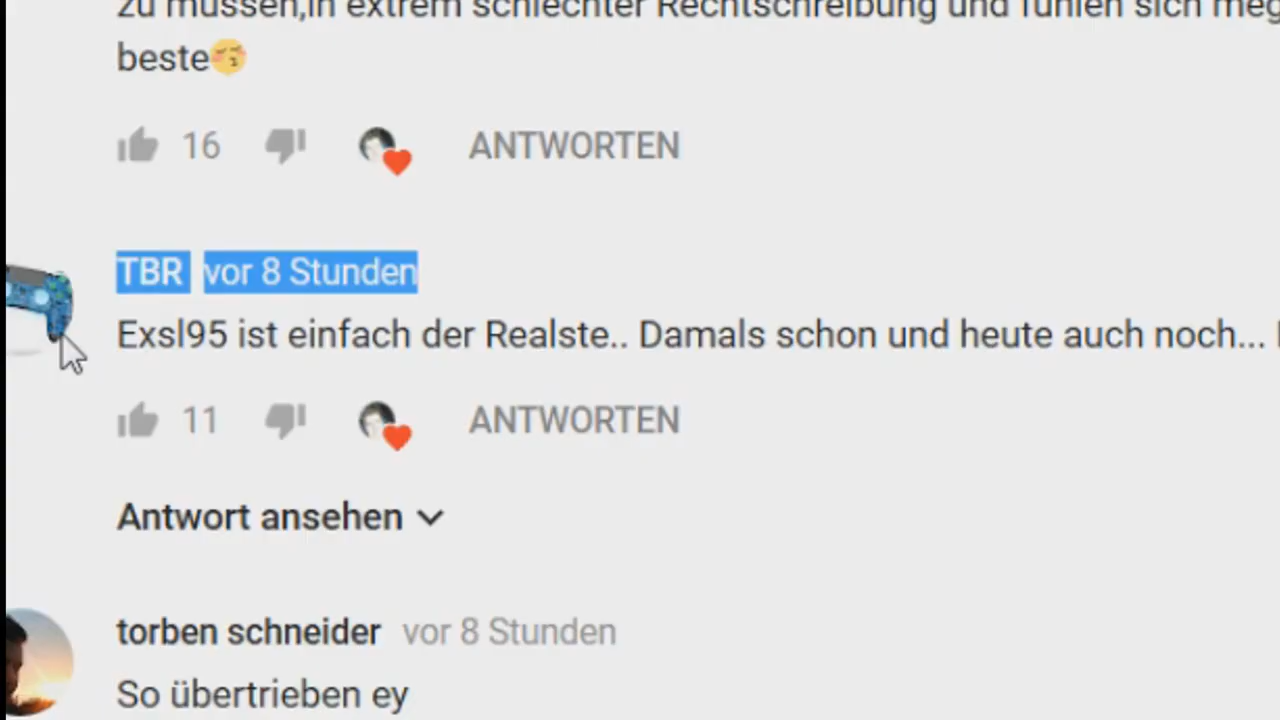 zu müssen,in extrem schlechter Rechtschreibung und fühlen sich
beste
16 ANTWORTEN
TBR vor 8 Stunden
Exsl95 ist einfach der Realste.. Damals schon und heute auch noch...
11 ANTWORTEN
Antwort ansehen
torben schneider vor 8 Stunden
So übertrieben ey